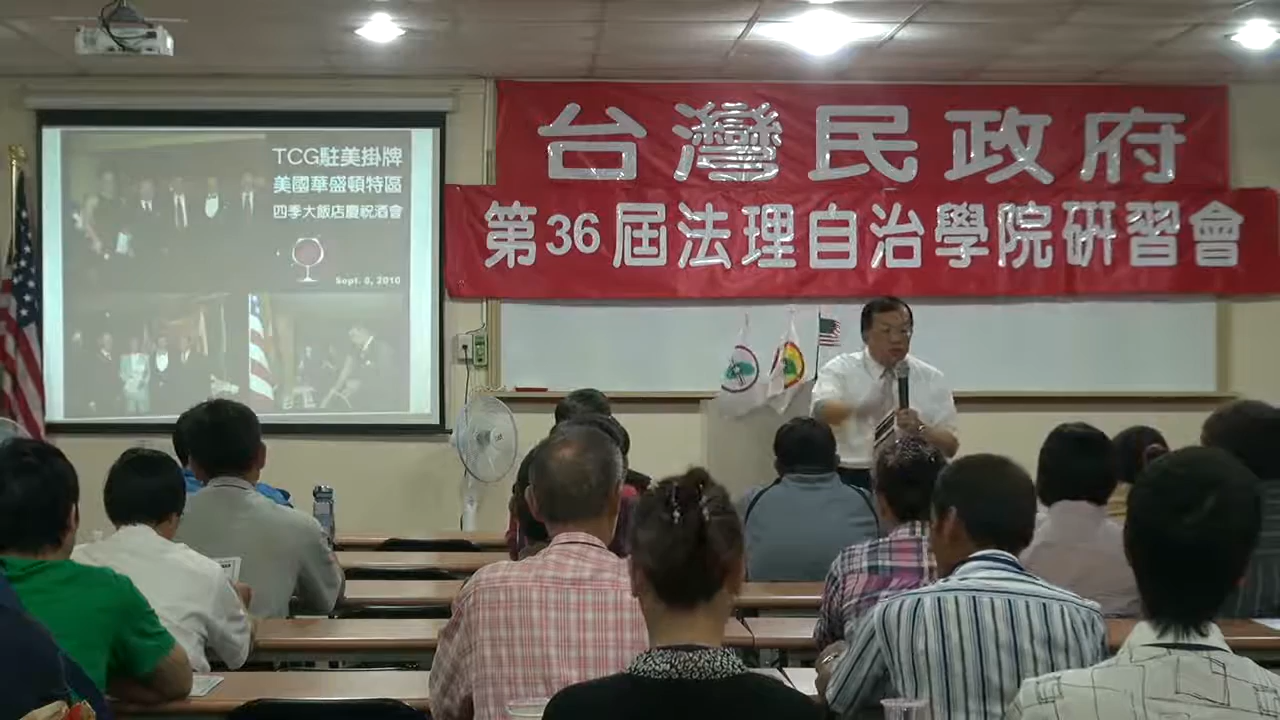 TCG駐美掛牌
美國華盛頓特區
四季大飯店慶祝酒會
Sept. 8, 2010
台灣民政府
第36屆法理自治學院研習會